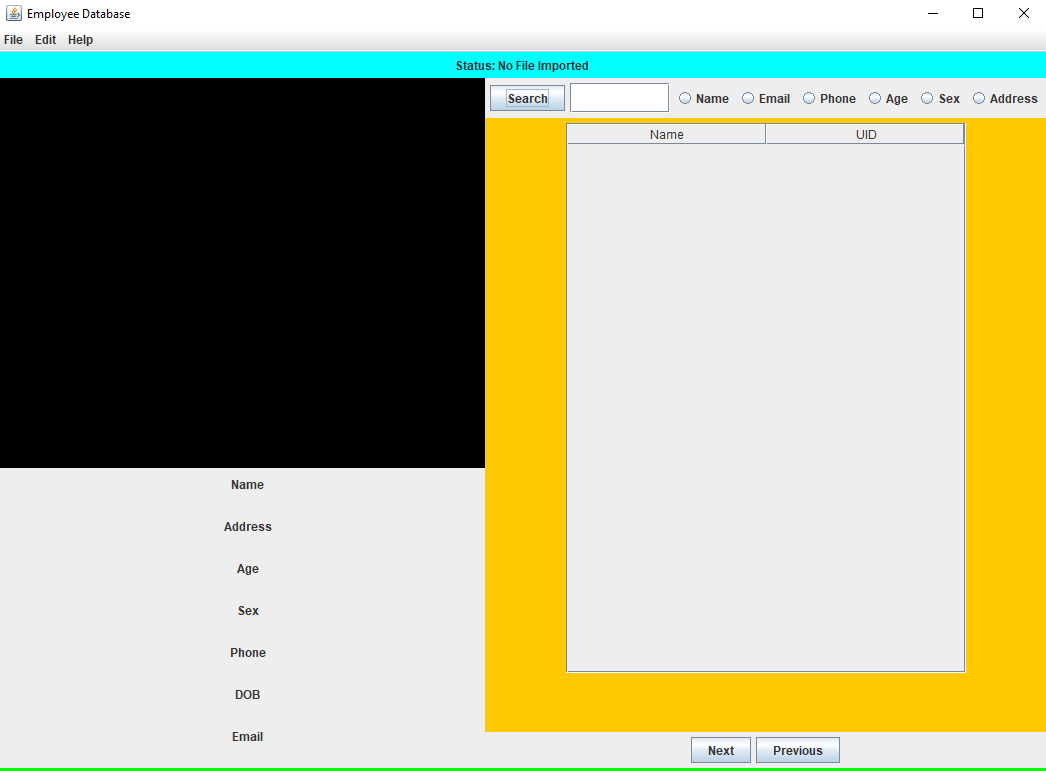 Employee Database
File Edit Help
Status: No File Imported
Search Name Email Phone Age Sex Address
Name UID
Name
Address
Age
Sex
Phone
DOB
Email
Next Previous